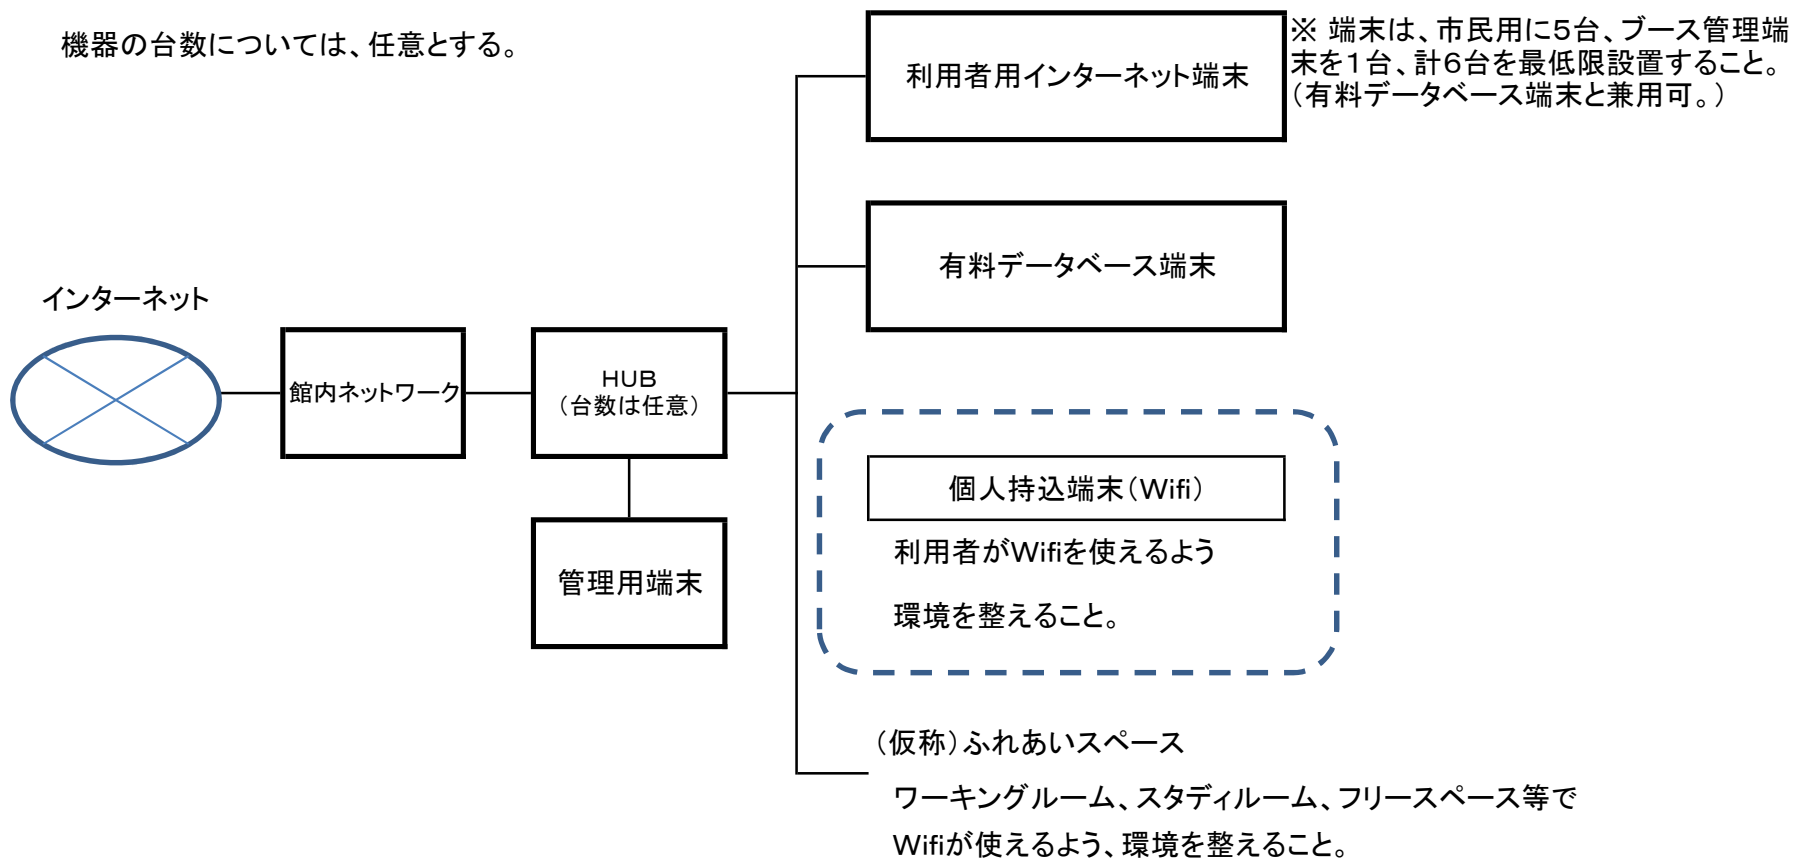 機器の台数については、任意とする。
※ 端末は、市民用に5台、ブース管理端
末を1台、計6台を最低限設置すること。
（有料データベース端末と兼用可。）
利用者用インターネット端末
有料データベース端末
インターネット
館内ネットワーク
HUB
（台数は任意）
管理用端末
個人持込端末（Wifi）
利用者がWifiを使えるよう
環境を整えること。
（仮称）ふれあいスペース
ワーキングルーム、スタディルーム、フリースペース等で
Wifiが使えるよう、環境を整えること。